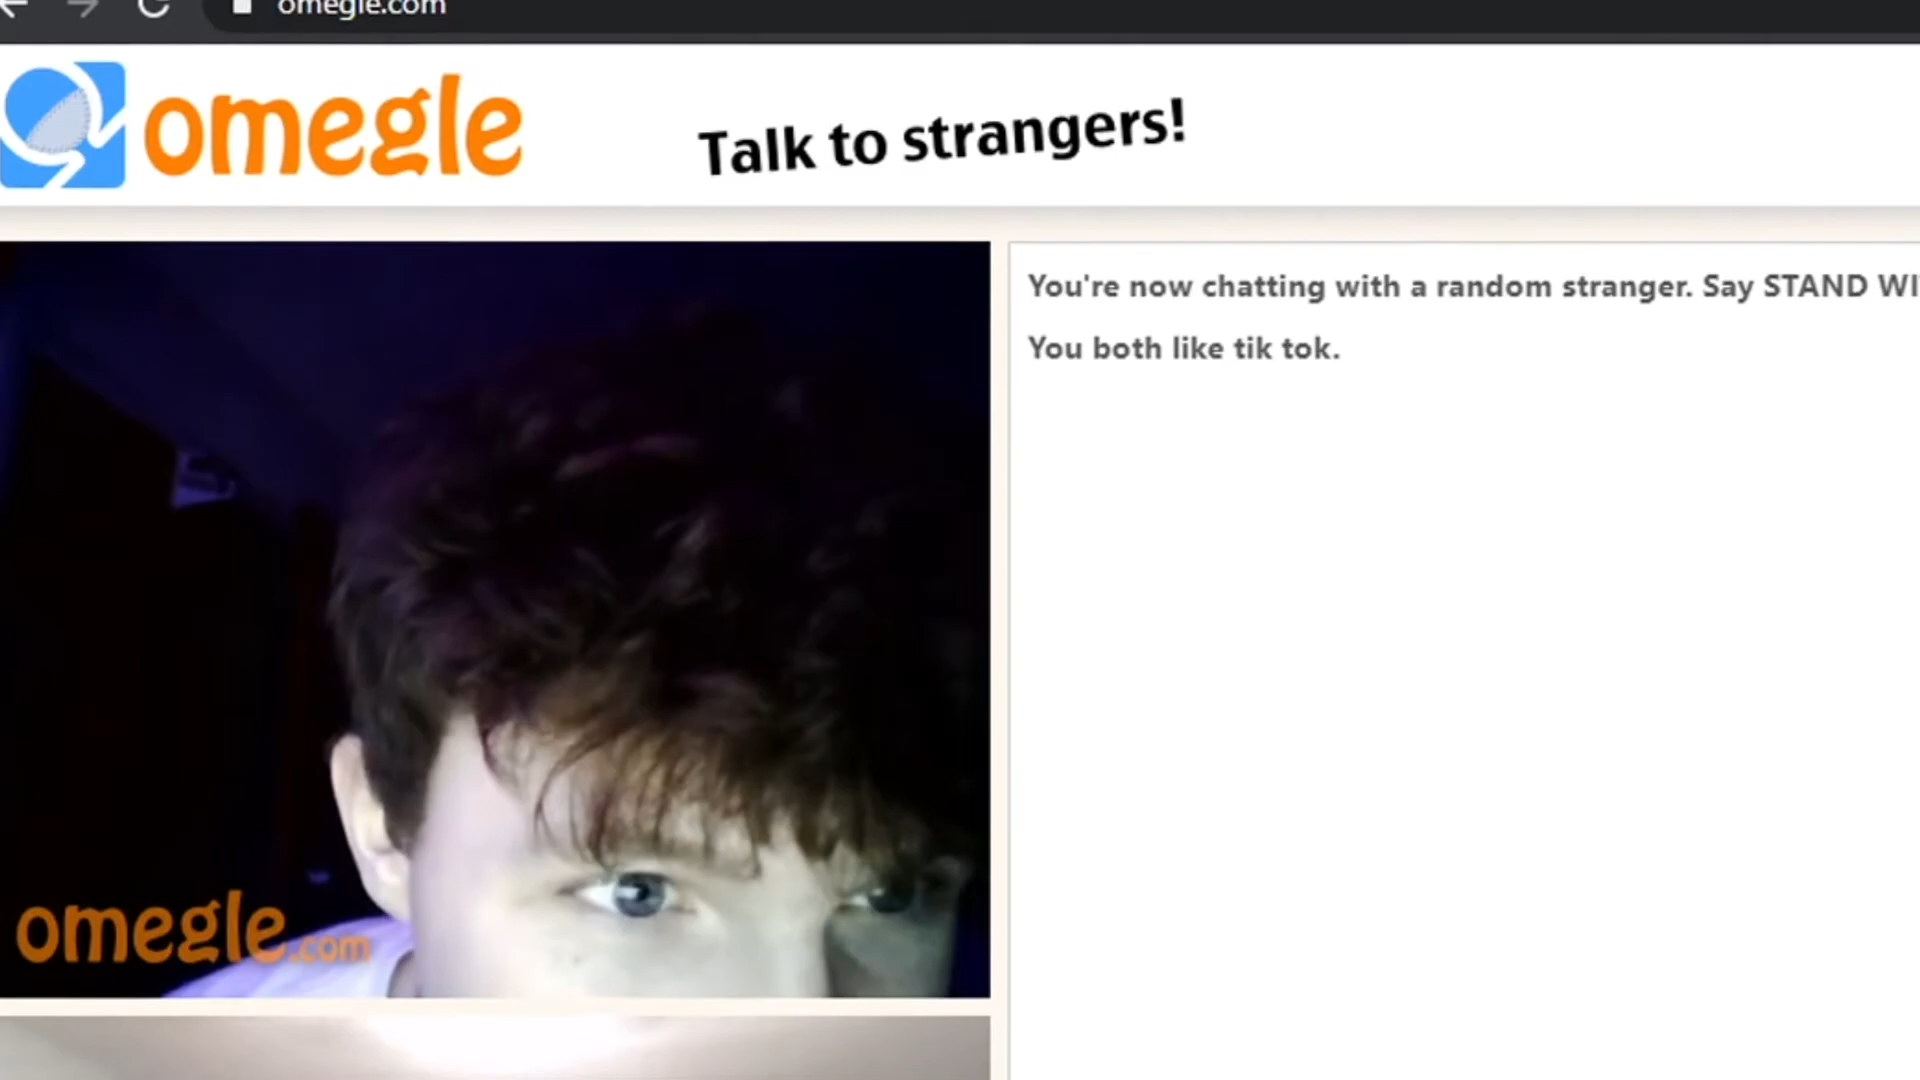 omegle.com
omegle
Talk to strangers!
You're now chatting with a random stranger. Say STAND
You both like tik tok.
omegle.com